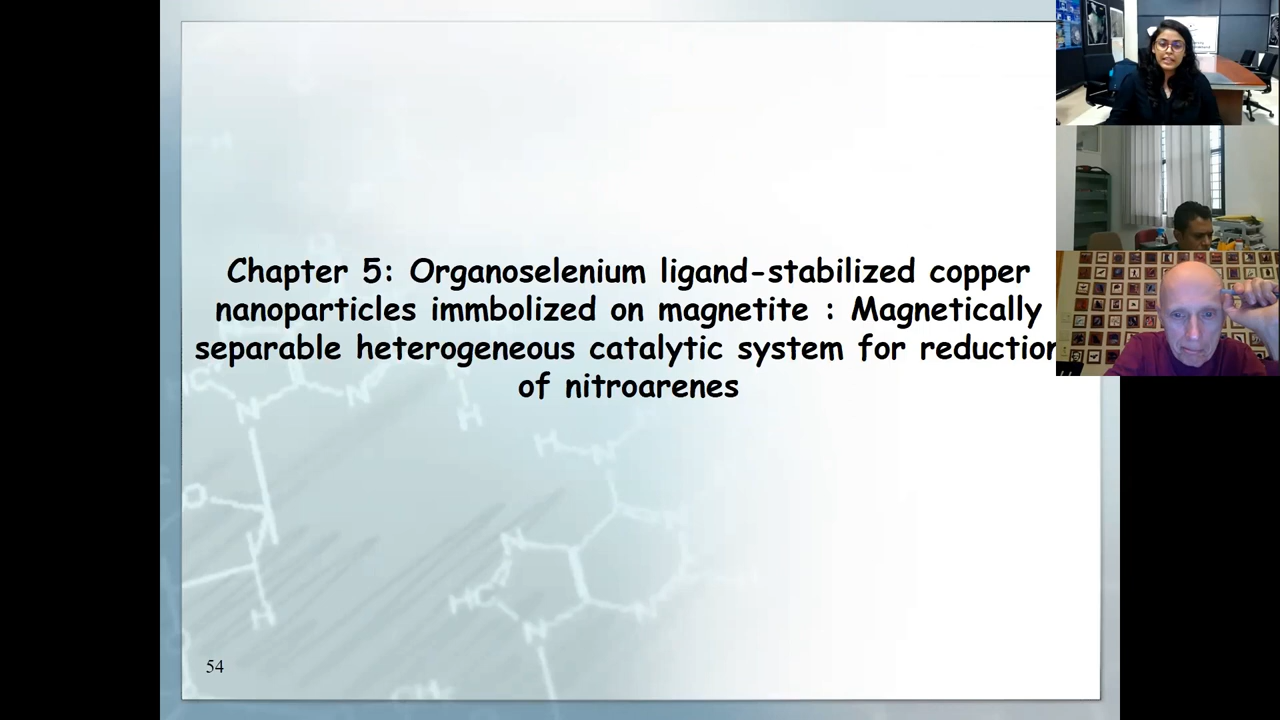 Chapter 5: Organoselenium ligand-stabilized copper
nanoparticles immbolized on magnetite : Magnetically
separable heterogeneous catalytic system for reduction
of nitroarenes
N
N
H
H
N
O
N
N
H
HC
N
N
54